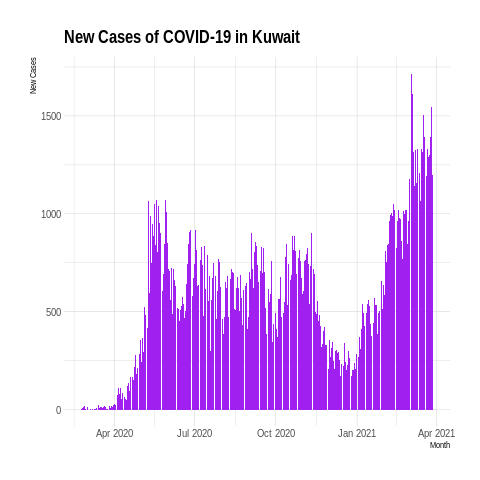 New Cases of COVID-19 in Kuwait
New Cases
1500
1000
500
0
Apr 2020 Jul 2020 Oct 2020 Jan 2021 Apr 2021
Month